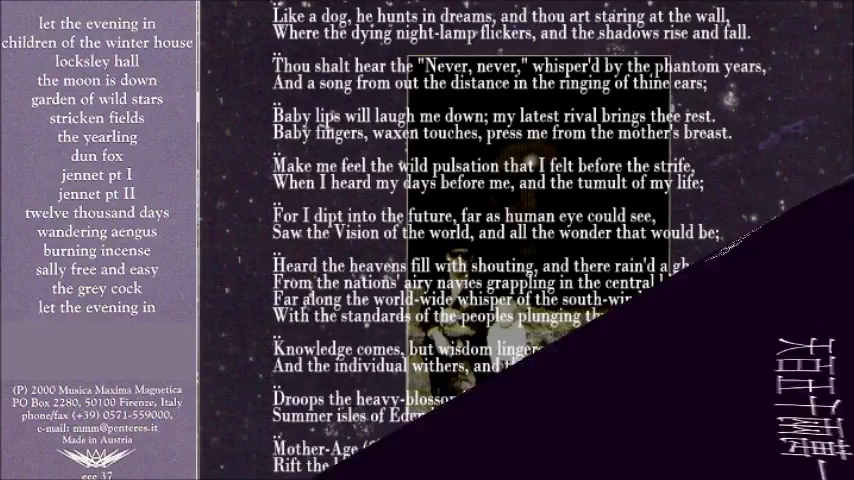 let the evening in
children of the winter house
locksley hall
the moon is down
garden of wild stars
stricken fields
the yearling
dun fox
jennet pt I
jennet pt II
twelve thousand days
wandering aengus
burning incense
sally free and easy
the grey cock
let the evening in
(P) 2000 Musica Maxima Magnetica
PO Box 2280, 50100 Firenze, Italy
phone/fax (+39) 0571-559000,
e-mail: mmm@penteres.it
Made in Austria
eee 37
Like a dog, he hunts in dreams, and thou art staring at the wall,
Where the dying night-lamp flickers, and the shadows rise and fall.
..
Thou shalt hear the "Never, never," whisper'd by the phantom years,
And a song from out the distance in the ringing of thine ears;
..
Baby lips will laugh me down; my latest rival brings thee rest.
Baby fingers, waxen touches, press me from the mother's breast.
..
Make me feel the wild pulsation that I felt before the strife,
When I heard my days before me, and the tumult of my life;
..
For I dipt into the future, far as human eye could see,
Saw the Vision of the world, and all the wonder that would be;
..
Heard the heavens fill with shouting, and there rain'd a gh
From the nations' airy navies grappling in the central
Far along the world-wide whisper of the south-win
With the standards of the peoples plunging th
..
Knowledge comes, but wisdom linger
And the individual withers, and
..
Droops the heavy-blosso
Summer isles of Eden
..
Mother-Age
Rift the